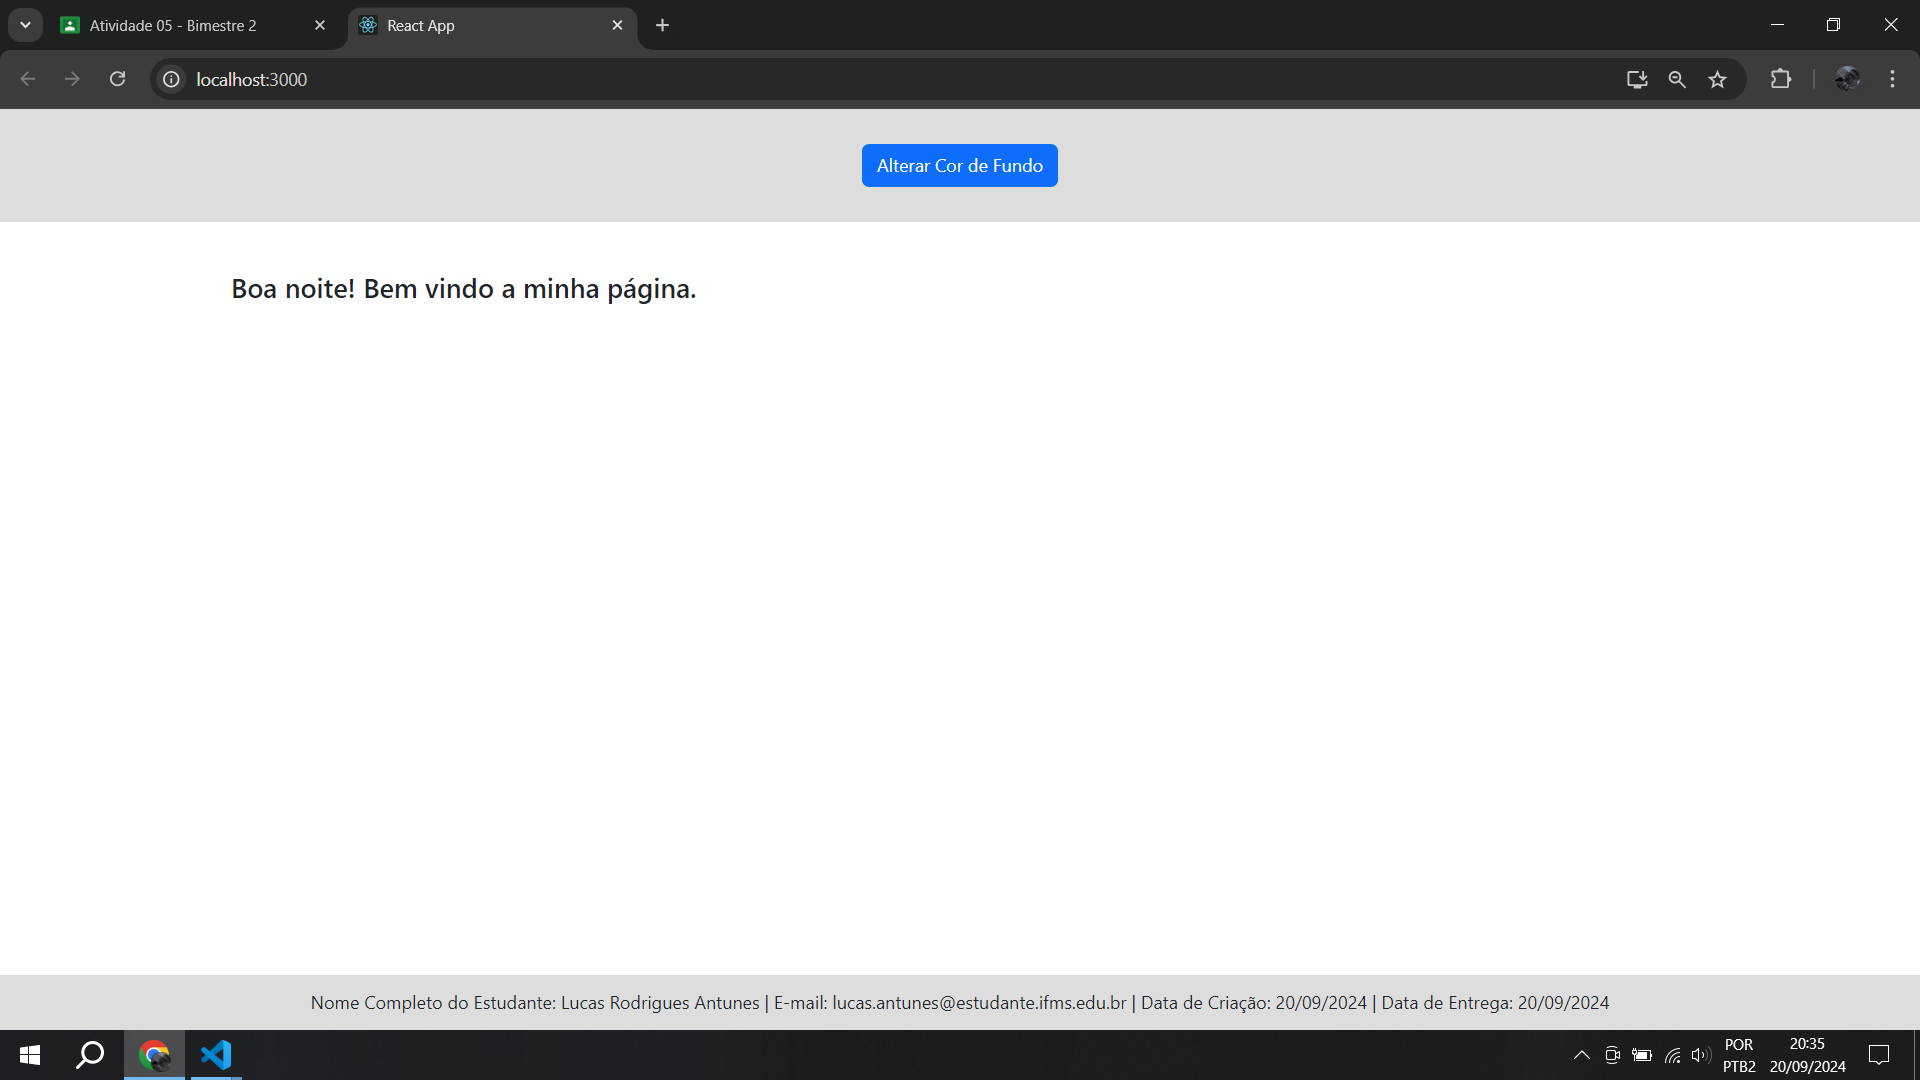 Atividade 05 - Bimestre 2
React App
localhost:3000
Alterar Cor de Fundo
Boa noite! Bem vindo a minha página.
Nome Completo do Estudante: Lucas Rodrigues Antunes | E-mail: lucas.antunes@estudante.ifms.edu.br | Data de Criação: 20/09/2024 | Data de Entrega: 20/09/2024
POR
PTB2
20:35
20/09/2024